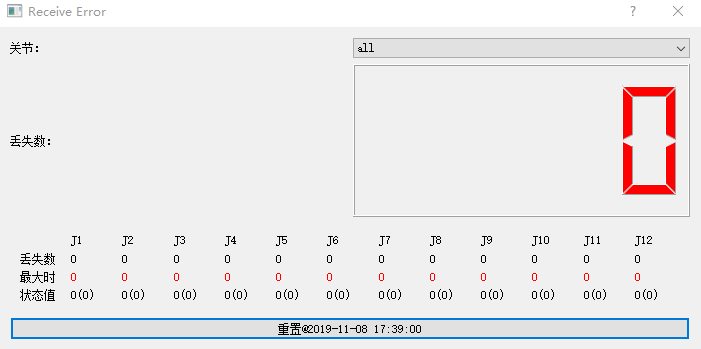 Receive Error
关节:
all
丢失数:
0
J1 J2 J3 J4 J5 J6 J7 J8 J9 J10 J11 J12
丢失数 0 0 0 0 0 0 0 0 0 0 0 0
最大时 0 0 0 0 0 0 0 0 0 0 0 0
状态值 0(0) 0(0) 0(0) 0(0) 0(0) 0(0) 0(0) 0(0) 0(0) 0(0) 0(0) 0(0)
重置@2019-11-08 17:39:00